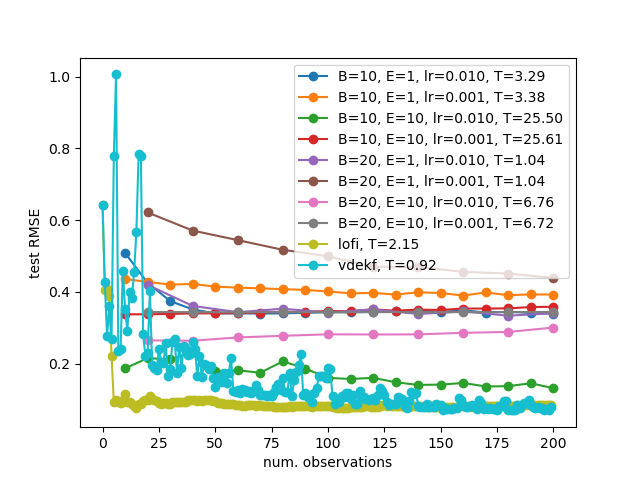 1.0
0.8
0.6
0.4
0.2
test RMSE
B=10, E=1, lr=0.010, T=3.29
B=10, E=1, lr=0.001, T=3.38
B=10, E=10, lr=0.010, T=25.50
B=10, E=10, lr=0.001, T=25.61
B=20, E=1, lr=0.010, T=1.04
B=20, E=1, lr=0.001, T=1.04
B=20, E=10, lr=0.010, T=6.76
B=20, E=10, lr=0.001, T=6.72
lofi, T=2.15
vdekf, T=0.92
0 25 50 75 100 125 150 175 200
num. observations